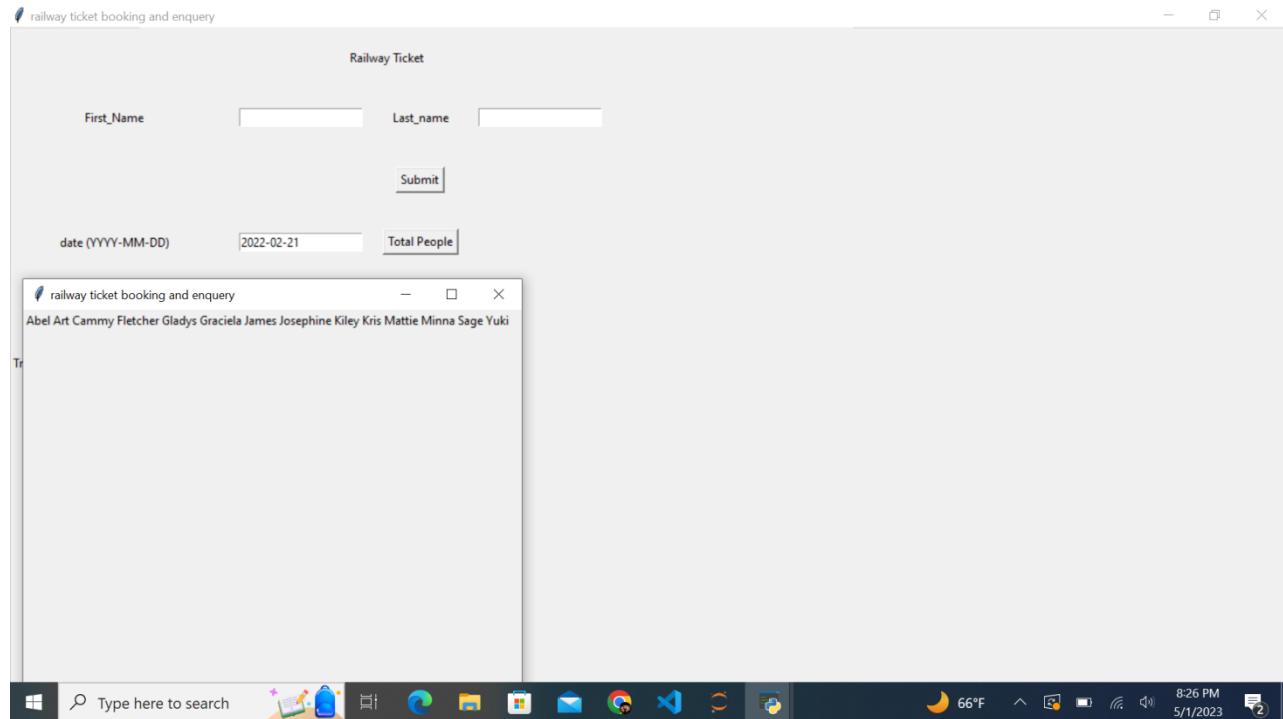 railway ticket booking and enquery
Railway Ticket
First_Name Last_name
Submit
date (YYYY-MM-DD) 2022-02-21 Total People
railway ticket booking and enquery
Abel Art Cammy Fletcher Gladys Graciela James Josephine Kiley Kris Mattie Minna Sage Yuki
Tr
Type here to search 66°F 8:26 PM
5/1/2023 2